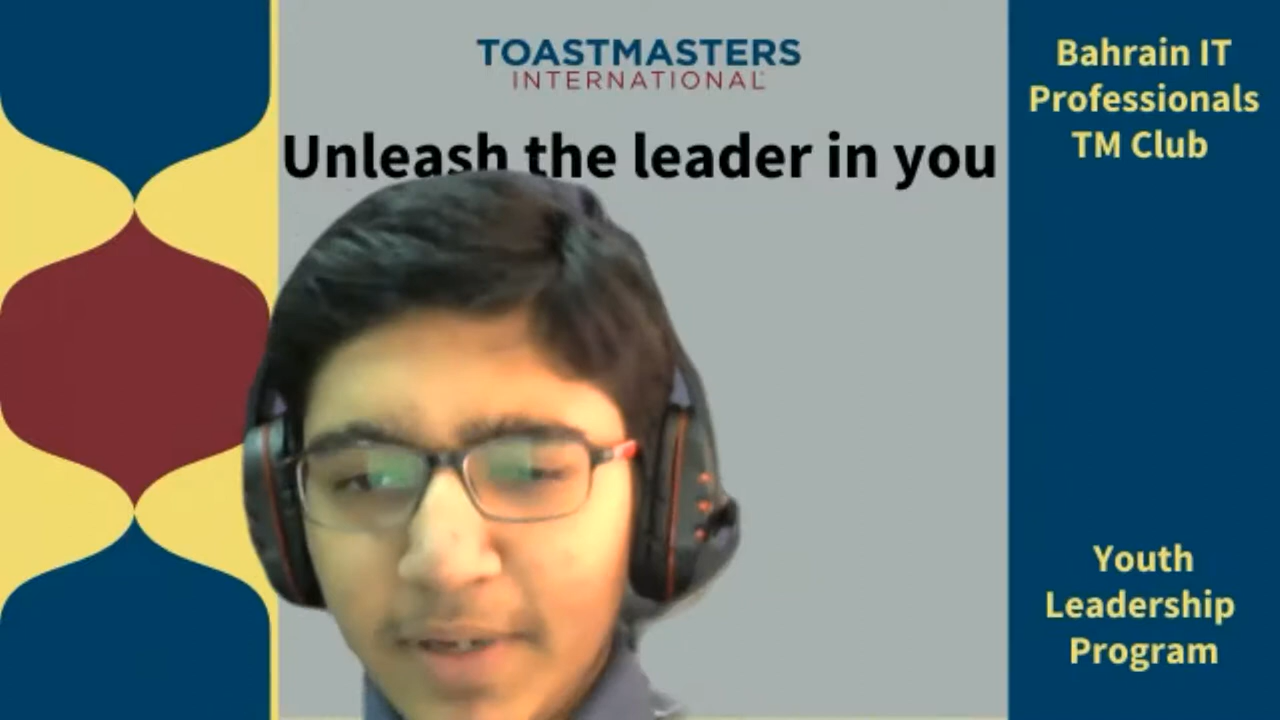 TOASTMASTERS
INTERNATIONAL
Unleash the leader in you
Bahrain IT
Professionals
TM Club
Youth
Leadership
Program